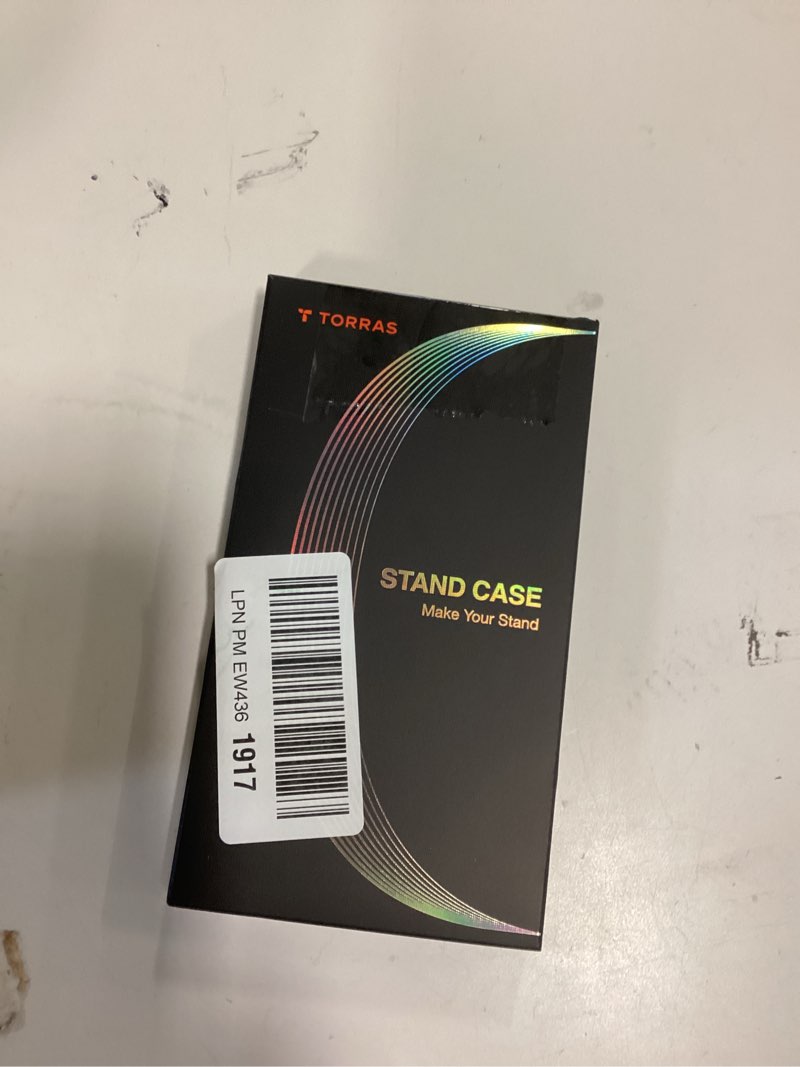 TORRAS
STAND CASE
Make Your Stand
LPN PM EW436 1917